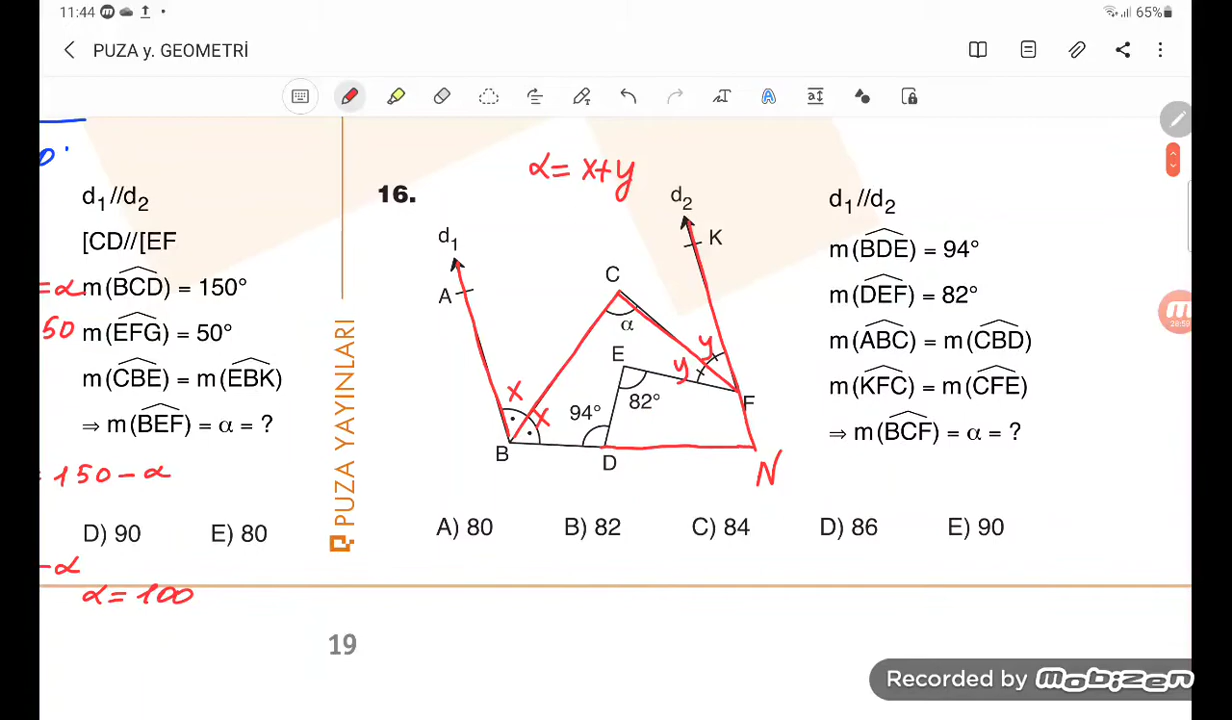 11:44
65%
PUZA y. GEOMETRİ
0'
d1//d2
[CD//[EF
= α
m(BCD) = 150°
50
m(EFG) = 50°
m(CBE) = m(EBK)
⇒ m(BEF) = α = ?
= 150 - α
D) 90 E) 80
- α
α = 100
19
PUZA YAYINLARI
α = x+y
16.
d1
A
d2
K
C
α
E
y
y
x
x
94°
82°
F
B
D
N
d1//d2
m(BDE) = 94°
m(DEF) = 82°
m(ABC) = m(CBD)
m(KFC) = m(CFE)
⇒ m(BCF) = α = ?
A) 80 B) 82 C) 84 D) 86 E) 90
Recorded by mobizen